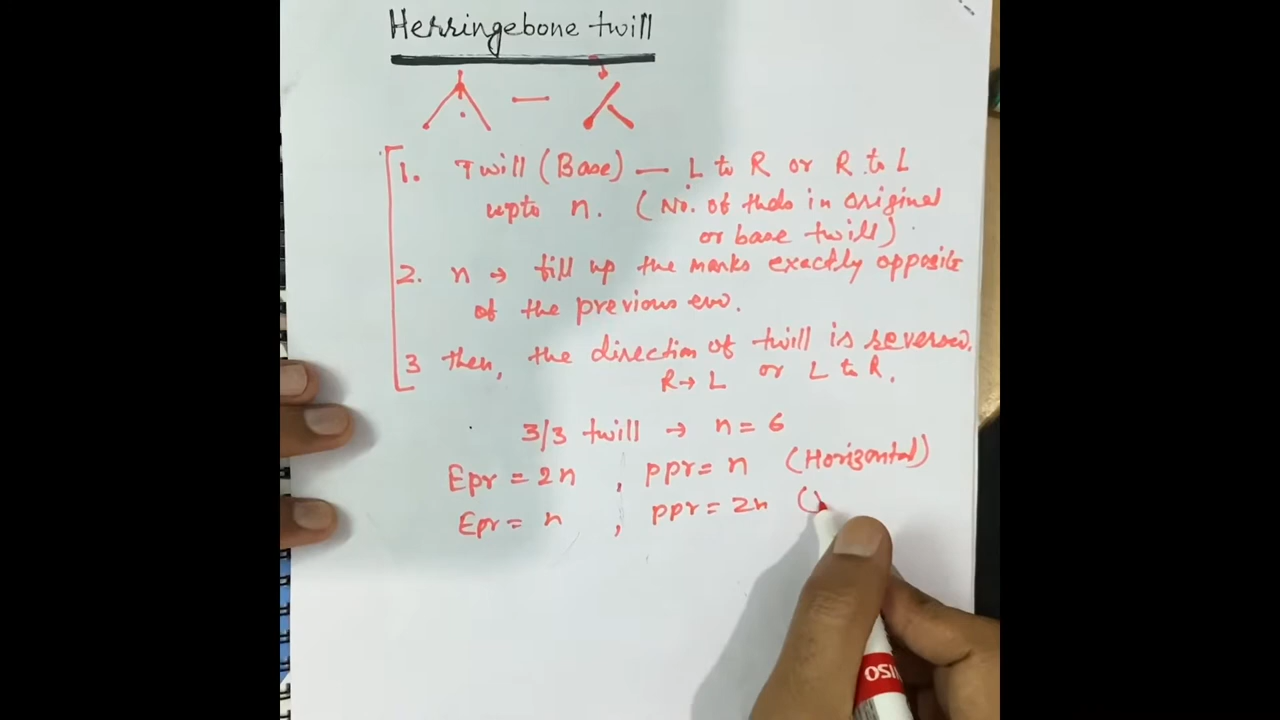 Herringebone twill
1. Twill (Base) — L to R or R to L
upto n. (No. of thds in original
or base twill).
2. n → fill up the marks exactly opposite
of the previous evo.
3 then, the direction of twill is reversed.
R→ L or L to R.
3/3 twill → n = 6
Epr = 2n , ppr = n (Horizontal)
Epr = n , ppr = 2n (